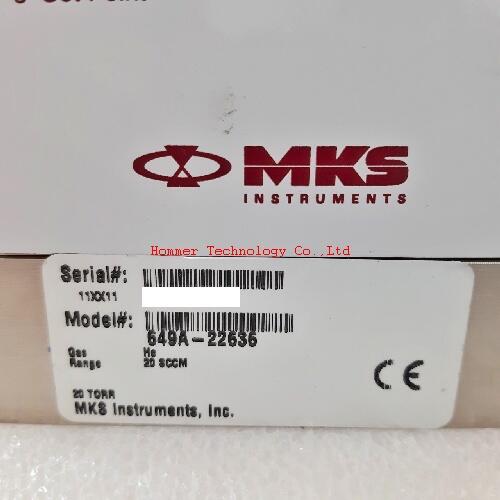 MKS
INSTRUMENTS
Hommer Technology Co.,Ltd
Serial#:
11XX11
Model#:
649A-22636
Gas He
Range 20 SCCM
CE
20 TORR
MKS Instruments, Inc.